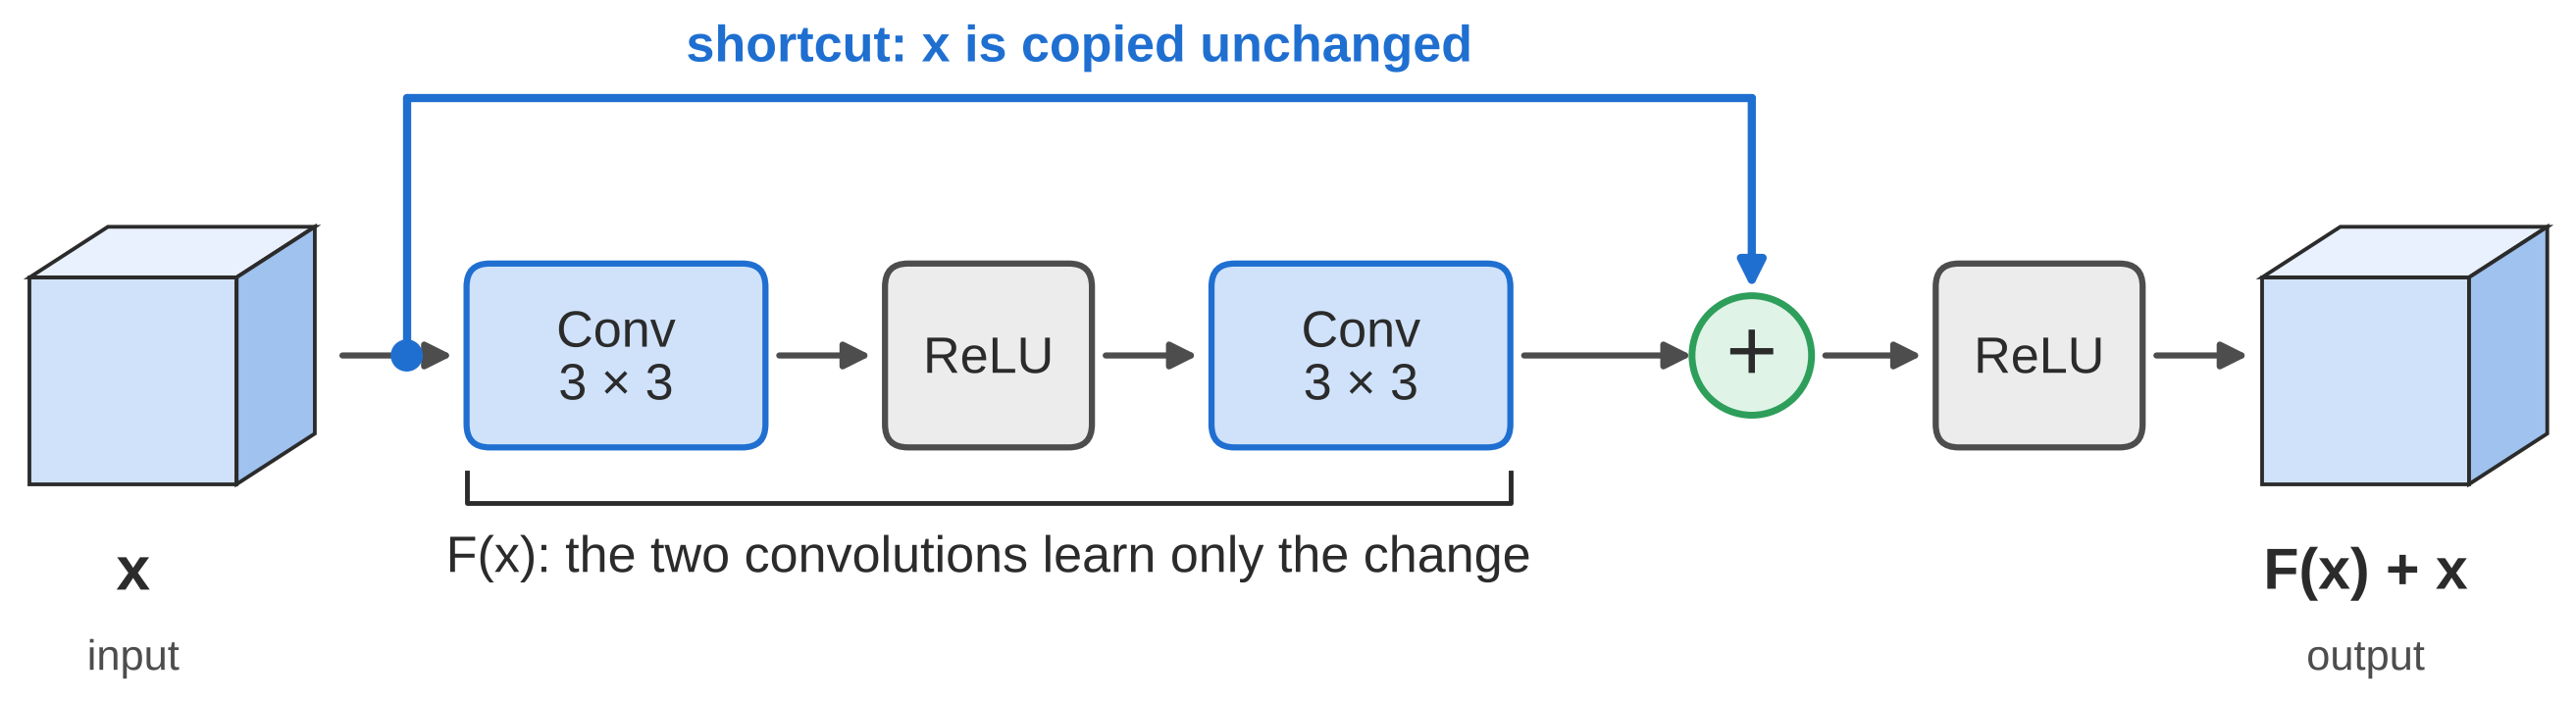 shortcut: x is copied unchanged
Conv
3 × 3
ReLU
Conv
3 × 3
+
ReLU
F(x): the two convolutions learn only the change
x
input
F(x) + x
output